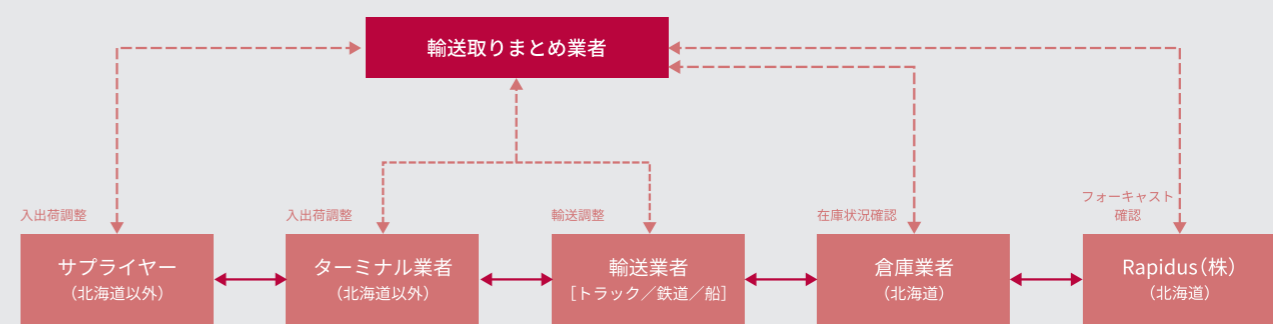 輸送取りまとめ業者
入出荷調整
入出荷調整
輸送調整
在庫状況確認
フォーキャスト
確認
サプライヤー
（北海道以外）
ターミナル業者
（北海道以外）
輸送業者
［トラック／鉄道／船］
倉庫業者
（北海道）
Rapidus（株）
（北海道）